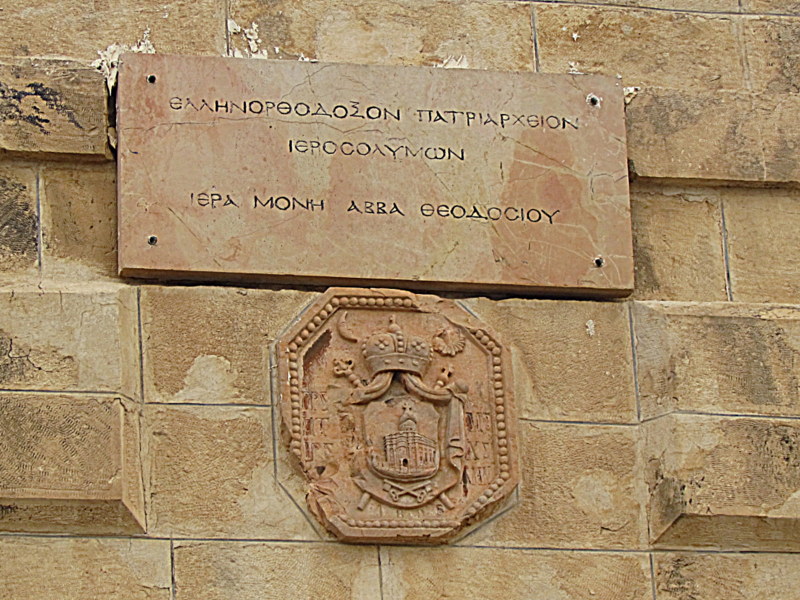 ΕΛΛΗΝΟΡΘΟΔΟΞΟΝ ΠΑΤΡΙΑΡΧΕΙΟΝ
ΙΕΡΟϹΟΛΥΜΩΝ
ΙΕΡΑ ΜΟΝΗ ΑΒΒΑ ΘΕΟΔΟϹΙΟΥ